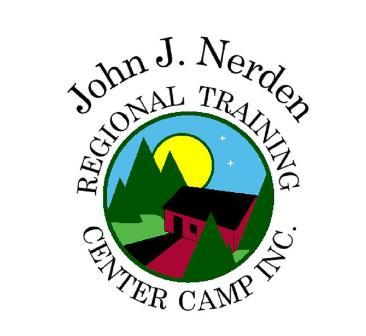 John J. Nerden
REGIONAL TRAINING
CENTER CAMP INC.